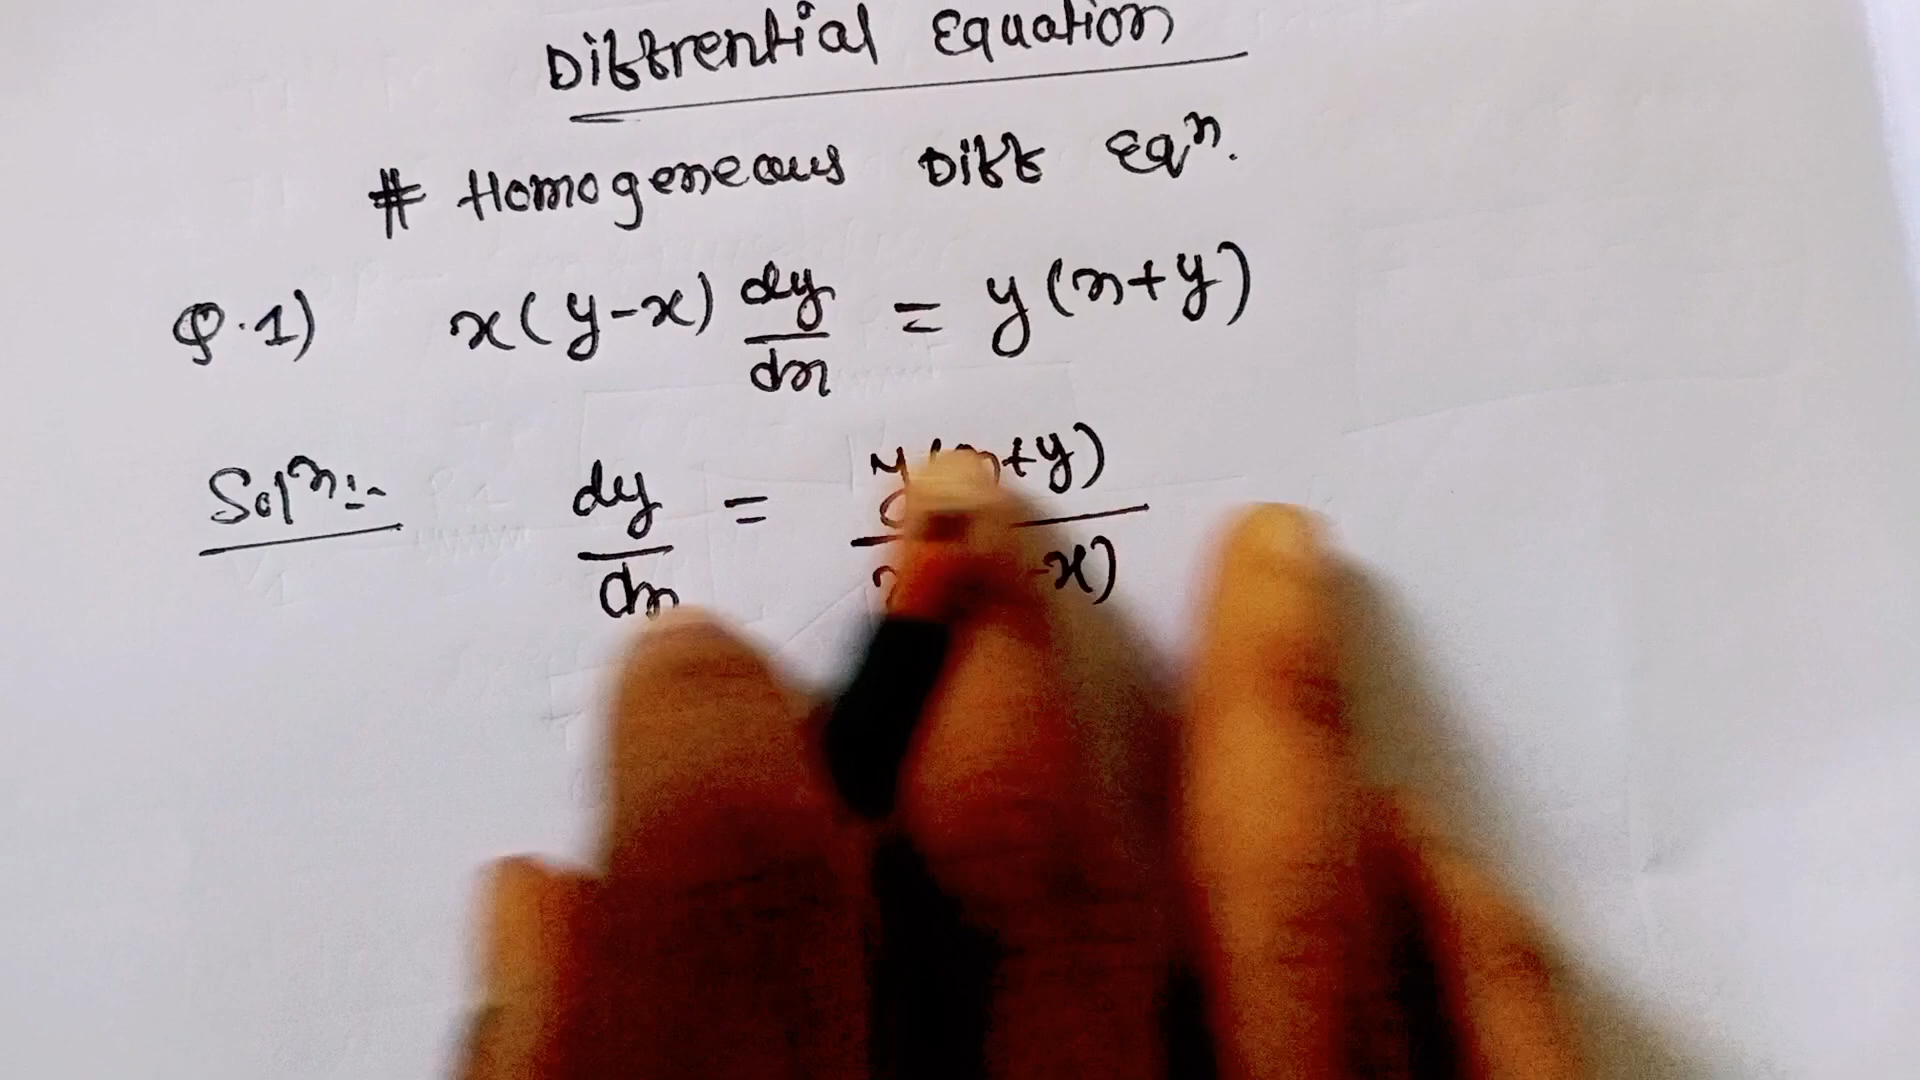 Diffrential Equation
# Homogeneous Diff Eqⁿ.
Q.1) x(y-x) dy/dx = y(x+y)
Solⁿ:- dy/dx = y(x+y)/ -x)